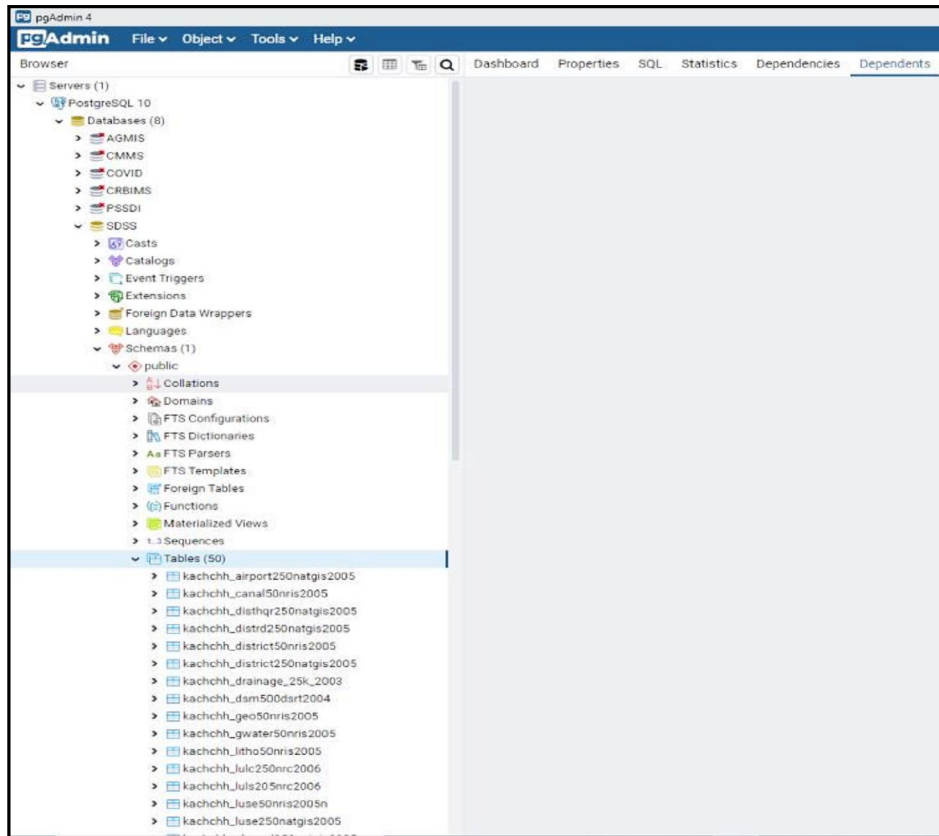 pgAdmin 4
pgAdmin File Object Tools Help
Browser
Dashboard Properties SQL Statistics Dependencies Dependents
Servers (1)
PostgreSQL 10
Databases (8)
AGMIS
CMMS
COVID
CRBIMS
PSSDI
SDSS
Casts
Catalogs
Event Triggers
Extensions
Foreign Data Wrappers
Languages
Schemas (1)
public
Collations
Domains
FTS Configurations
FTS Dictionaries
Aa FTS Parsers
FTS Templates
Foreign Tables
Functions
Materialized Views
1..3 Sequences
Tables (50)
kachchh_airport250natgis2005
kachchh_canal50nris2005
kachchh_disthqr250natgis2005
kachchh_distrd250natgis2005
kachchh_district50nris2005
kachchh_district250natgis2005
kachchh_drainage_25k_2003
kachchh_dsm500dsrt2004
kachchh_geo50nris2005
kachchh_gwater50nris2005
kachchh_litho50nris2005
kachchh_lulc250nrc2006
kachchh_luls205nrc2006
kachchh_luse50nris2005n
kachchh_luse250natgis2005